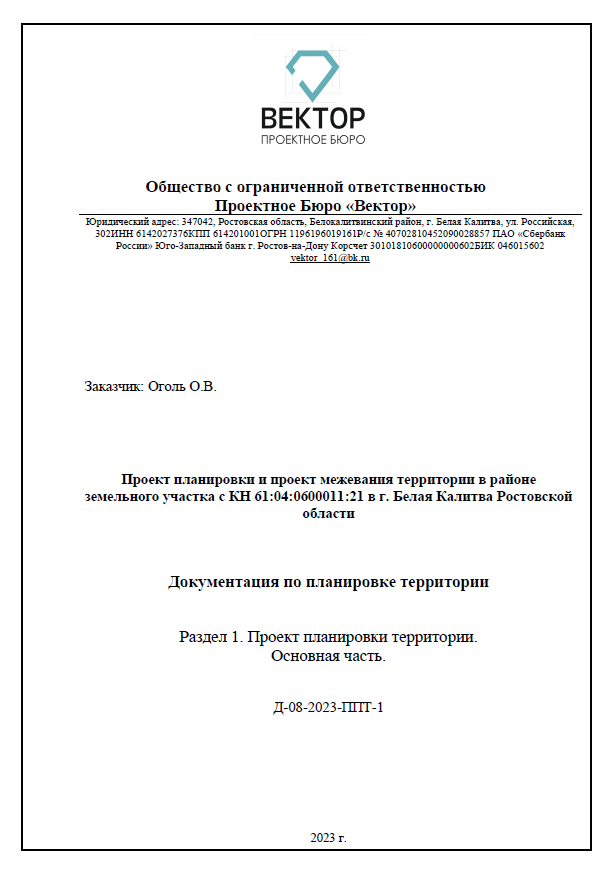 ВЕКТОР
ПРОЕКТНОЕ БЮРО
Общество с ограниченной ответственностью
Проектное Бюро «Вектор»
Юридический адрес: 347042, Ростовская область, Белокалитвинский район, г. Белая Калитва, ул. Российская,
302ИНН 6142027376КПП 614201001ОГРН 1196196019161Р/с № 40702810452090028857 ПАО «Сбербанк
России» Юго-Западный банк г. Ростов-на-Дону Корсчет 30101810600000000602БИК 046015602
vektor_161@bk.ru
Заказчик: Оголь О.В.
Проект планировки и проект межевания территории в районе
земельного участка с КН 61:04:0600011:21 в г. Белая Калитва Ростовской
области
Документация по планировке территории
Раздел 1. Проект планировки территории.
Основная часть.
Д-08-2023-ППТ-1
2023 г.